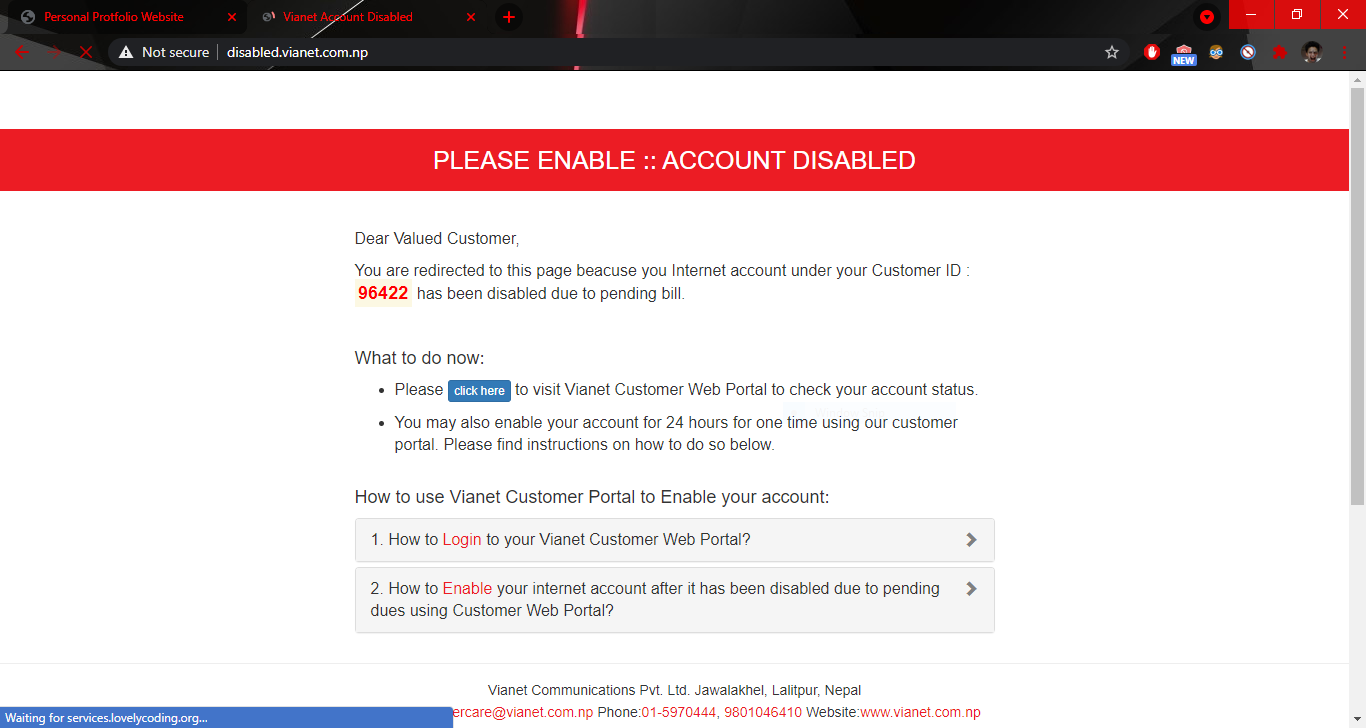 Personal Protfolio Website
Vianet Account Disabled
Not secure
disabled.vianet.com.np
NEW
PLEASE ENABLE :: ACCOUNT DISABLED
Dear Valued Customer,
You are redirected to this page beacuse you Internet account under your Customer ID :
96422 has been disabled due to pending bill.
What to do now:
• Please click here to visit Vianet Customer Web Portal to check your account status.
• You may also enable your account for 24 hours for one time using our customer
portal. Please find instructions on how to do so below.
How to use Vianet Customer Portal to Enable your account:
1. How to Login to your Vianet Customer Web Portal?
2. How to Enable your internet account after it has been disabled due to pending
dues using Customer Web Portal?
Vianet Communications Pvt. Ltd. Jawalakhel, Lalitpur, Nepal
ercare@vianet.com.np Phone:01-5970444, 9801046410 Website:www.vianet.com.np
Waiting for services.lovelycoding.org...